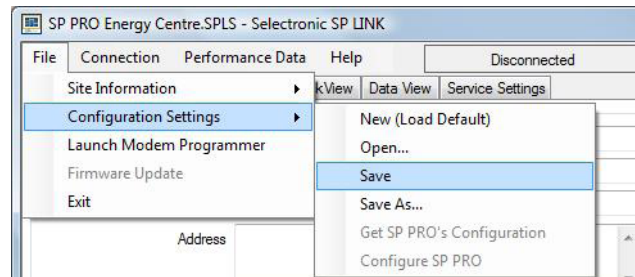 SP PRO Energy Centre.SPLS - Selectronic SP LINK
File Connection Performance Data Help Disconnected
Site Information kView Data View Service Settings
Configuration Settings New (Load Default)
Launch Modem Programmer Open...
Firmware Update Save
Exit Save As...
Address Get SP PRO's Configuration
Configure SP PRO